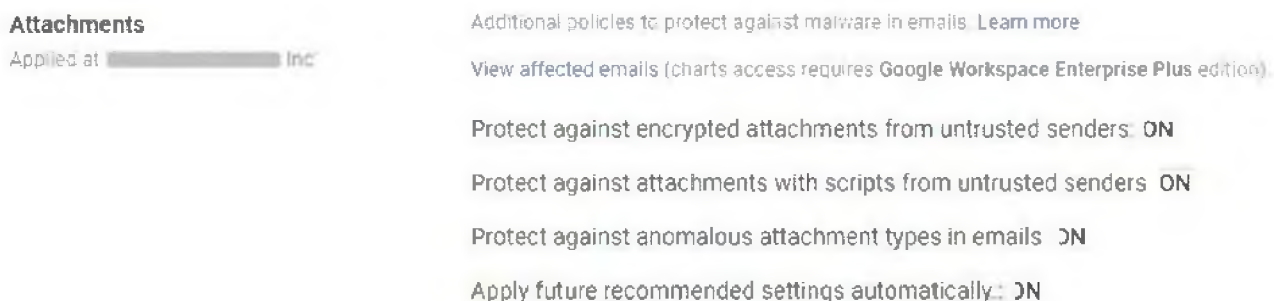 Attachments
Applied at Inc
Additional policies to protect against malware in emails. Learn more
View affected emails (charts access requires Google Workspace Enterprise Plus edition).
Protect against encrypted attachments from untrusted senders: ON
Protect against attachments with scripts from untrusted senders ON
Protect against anomalous attachment types in emails ON
Apply future recommended settings automatically.: ON